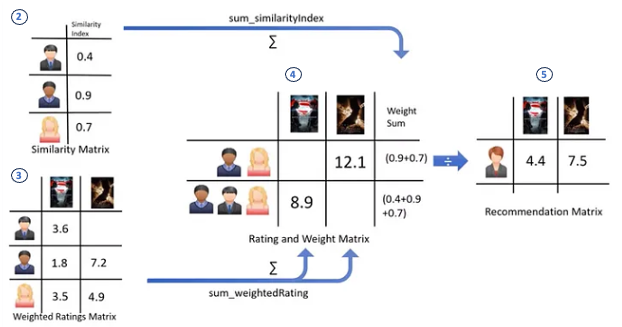 2
Similarity
Index
0.4
0.9
0.7
Similarity Matrix
sum_similarityIndex
Σ
3
3.6
1.8 7.2
3.5 4.9
Weighted Ratings Matrix
4
Weight
Sum
12.1 (0.9+0.7)
8.9 (0.4+0.9
+0.7)
Rating and Weight Matrix
Σ
sum_weightedRating
÷
5
4.4 7.5
Recommendation Matrix